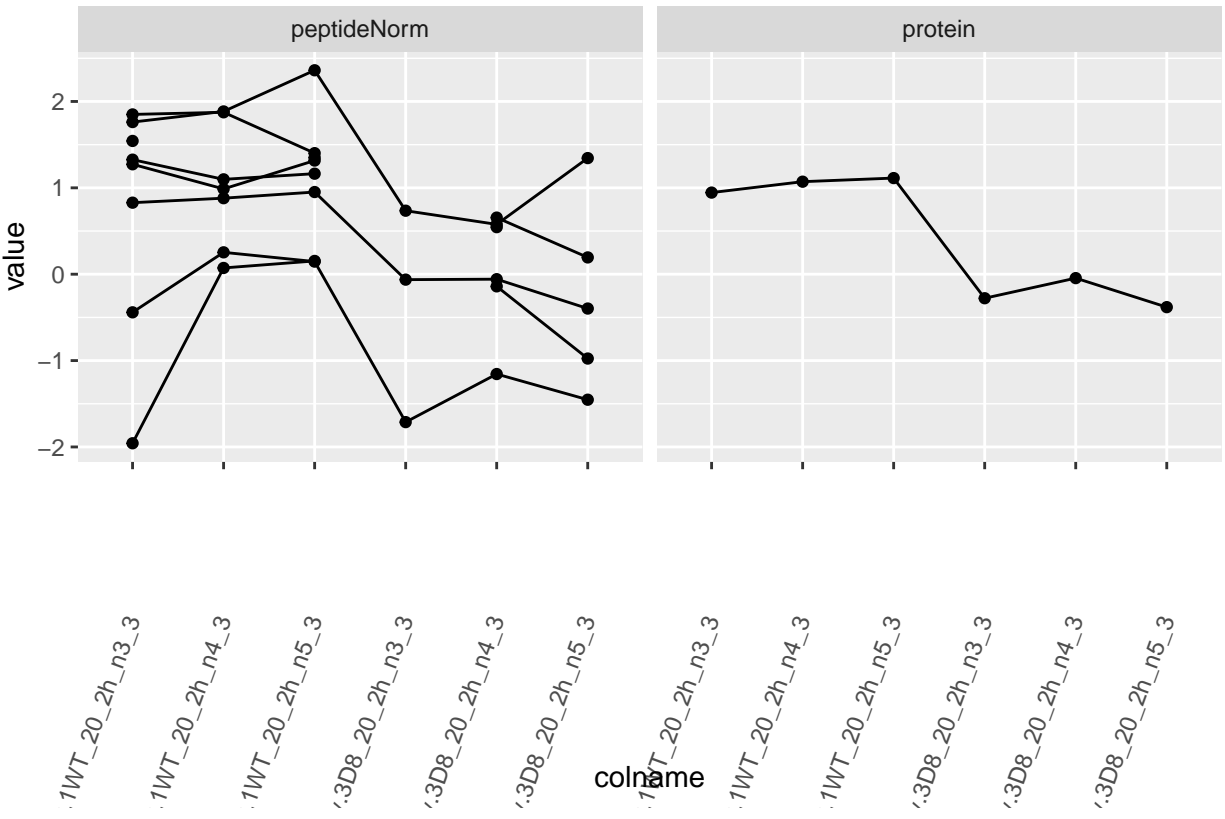 peptideNorm protein
value
2
1
0
−1
−2
.1WT_20_2h_n3_3
.1WT_20_2h_n4_3
.1WT_20_2h_n5_3
.3D8_20_2h_n3_3
.3D8_20_2h_n4_3
.3D8_20_2h_n5_3
.1WT_20_2h_n3_3
.1WT_20_2h_n4_3
.1WT_20_2h_n5_3
.3D8_20_2h_n3_3
.3D8_20_2h_n4_3
.3D8_20_2h_n5_3
colname